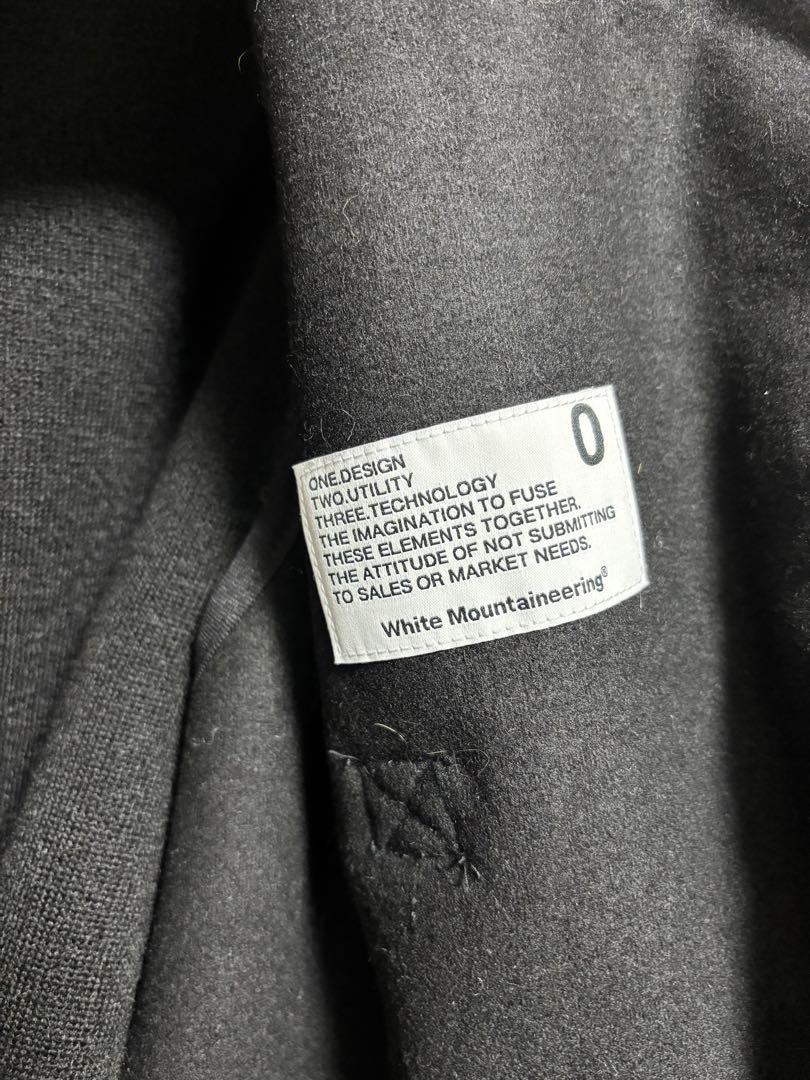 0
ONE.DESIGN
TWO.UTILITY
THREE.TECHNOLOGY
THE IMAGINATION TO FUSE
THESE ELEMENTS TOGETHER.
THE ATTITUDE OF NOT SUBMITTING
TO SALES OR MARKET NEEDS.
White Mountaineering®